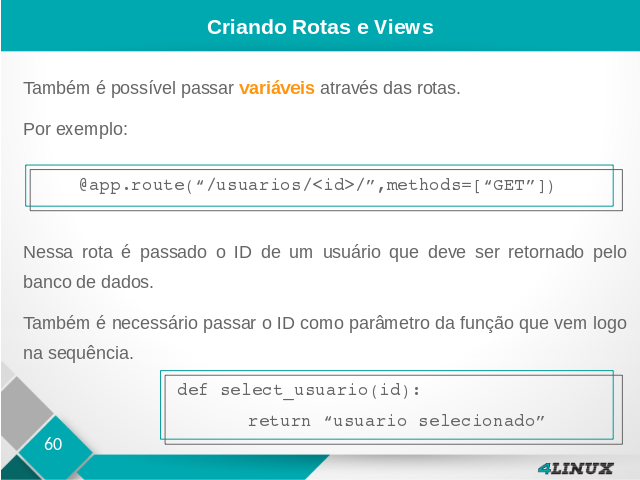 Criando Rotas e Views
Também é possível passar variáveis através das rotas.
Por exemplo:
@app.route(“/usuarios/<id>/”,methods=[“GET”])
Nessa rota é passado o ID de um usuário que deve ser retornado pelo
banco de dados.
Também é necessário passar o ID como parâmetro da função que vem logo
na sequência.
def select_usuario(id):
return “usuario selecionado”
60
4LINUX